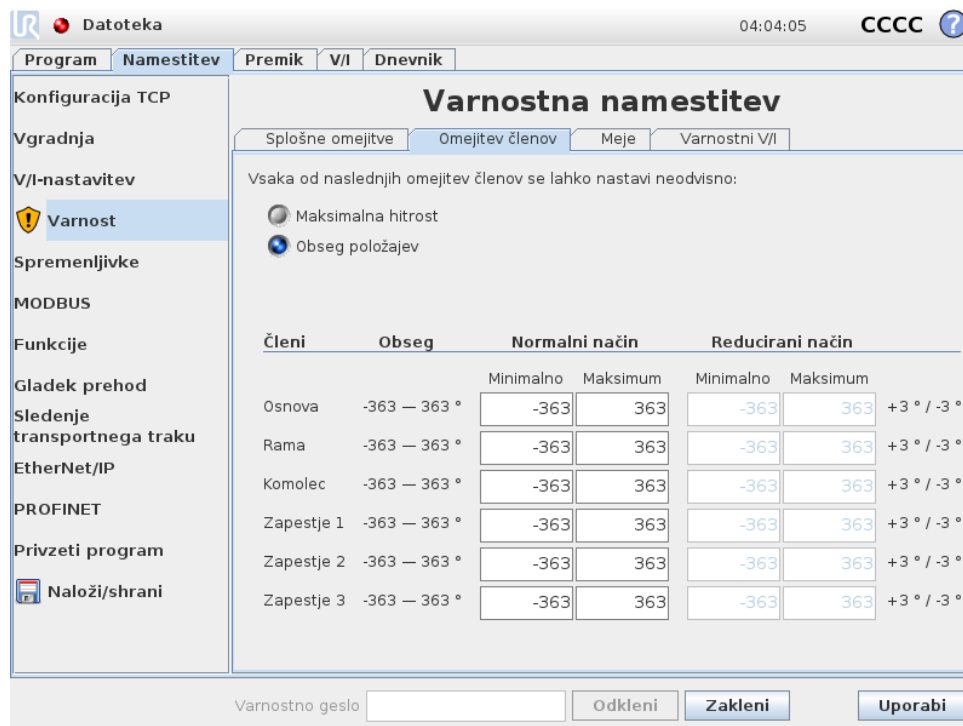 UR Datoteka 04:04:05 CCCC ?
Program Namestitev Premik V/I Dnevnik
Konfiguracija TCP
Vgradnja
V/I-nastavitev
Varnost
Spremenljivke
MODBUS
Funkcije
Gladek prehod
Sledenje
transportnega traku
EtherNet/IP
PROFINET
Privzeti program
Naloži/shrani
Varnostna namestitev
Splošne omejitve Omejitev členov Meje Varnostni V/I
Vsaka od naslednjih omejitev členov se lahko nastavi neodvisno:
Maksimalna hitrost
Obseg položajev
Členi Obseg Normalni način Reducirani način
Minimalno Maksimum Minimalno Maksimum
Osnova -363 — 363 ° -363 363 -363 363 +3 ° / -3 °
Rama -363 — 363 ° -363 363 -363 363 +3 ° / -3 °
Komolec -363 — 363 ° -363 363 -363 363 +3 ° / -3 °
Zapestje 1 -363 — 363 ° -363 363 -363 363 +3 ° / -3 °
Zapestje 2 -363 — 363 ° -363 363 -363 363 +3 ° / -3 °
Zapestje 3 -363 — 363 ° -363 363 -363 363 +3 ° / -3 °
Varnostno geslo Odkleni Zakleni Uporabi